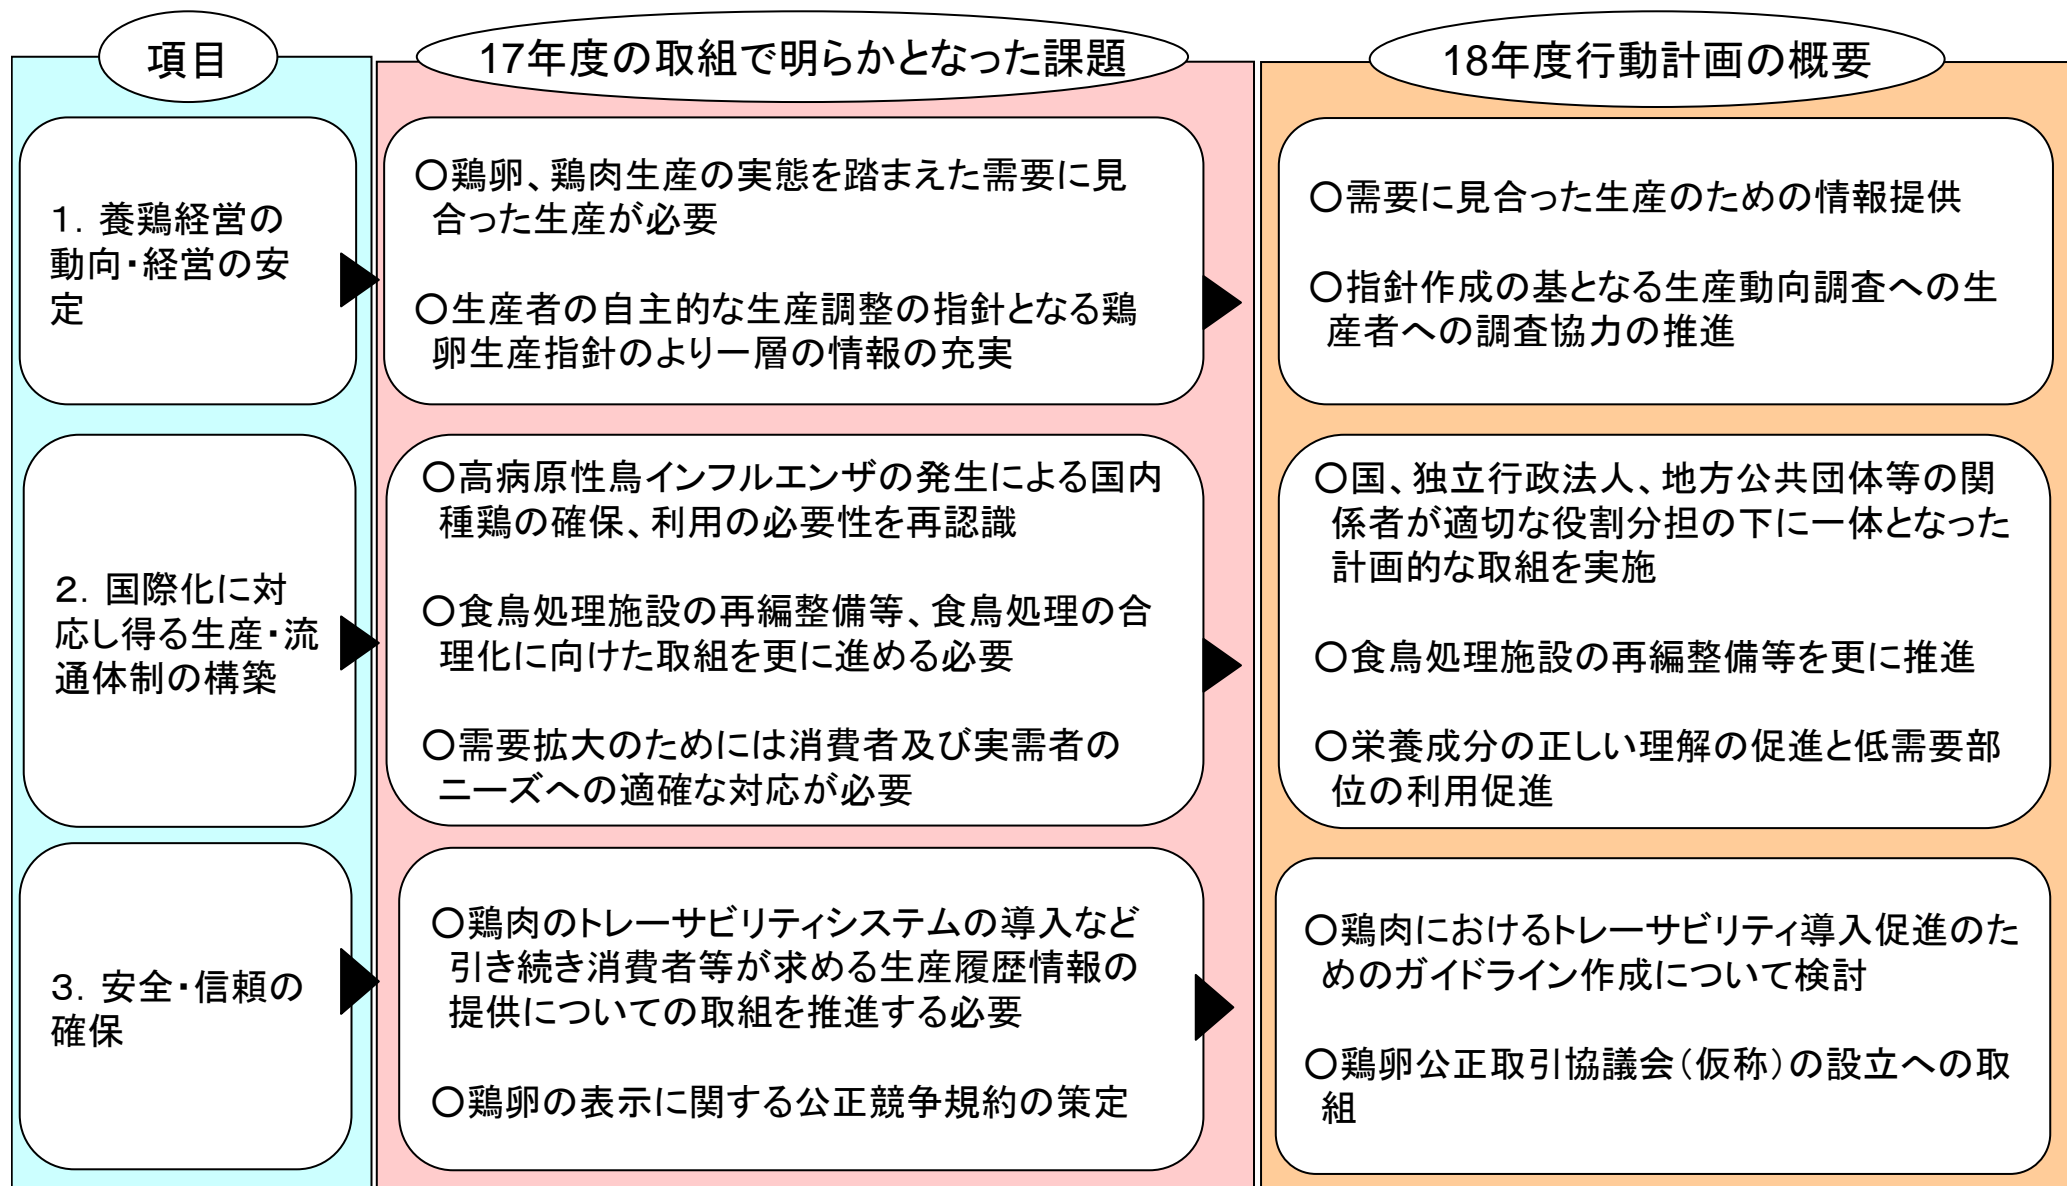 項目
17年度の取組で明らかとなった課題
18年度行動計画の概要
１．養鶏経営の
動向・経営の安
定
○鶏卵、鶏肉生産の実態を踏まえた需要に見
合った生産が必要
○生産者の自主的な生産調整の指針となる鶏
卵生産指針のより一層の情報の充実
○需要に見合った生産のための情報提供
○指針作成の基となる生産動向調査への生
産者への調査協力の推進
２．国際化に対
応し得る生産・流
通体制の構築
○高病原性鳥インフルエンザの発生による国内
種鶏の確保、利用の必要性を再認識
○食鳥処理施設の再編整備等、食鳥処理の合
理化に向けた取組を更に進める必要
○需要拡大のためには消費者及び実需者の
ニーズへの適確な対応が必要
○国、独立行政法人、地方公共団体等の関
係者が適切な役割分担の下に一体となった
計画的な取組を実施
○食鳥処理施設の再編整備等を更に推進
○栄養成分の正しい理解の促進と低需要部
位の利用促進
３．安全・信頼の
確保
○鶏肉のトレーサビリティシステムの導入など
引き続き消費者等が求める生産履歴情報の
提供についての取組を推進する必要
○鶏卵の表示に関する公正競争規約の策定
○鶏肉におけるトレーサビリティ導入促進のた
めのガイドライン作成について検討
○鶏卵公正取引協議会（仮称）の設立への取
組